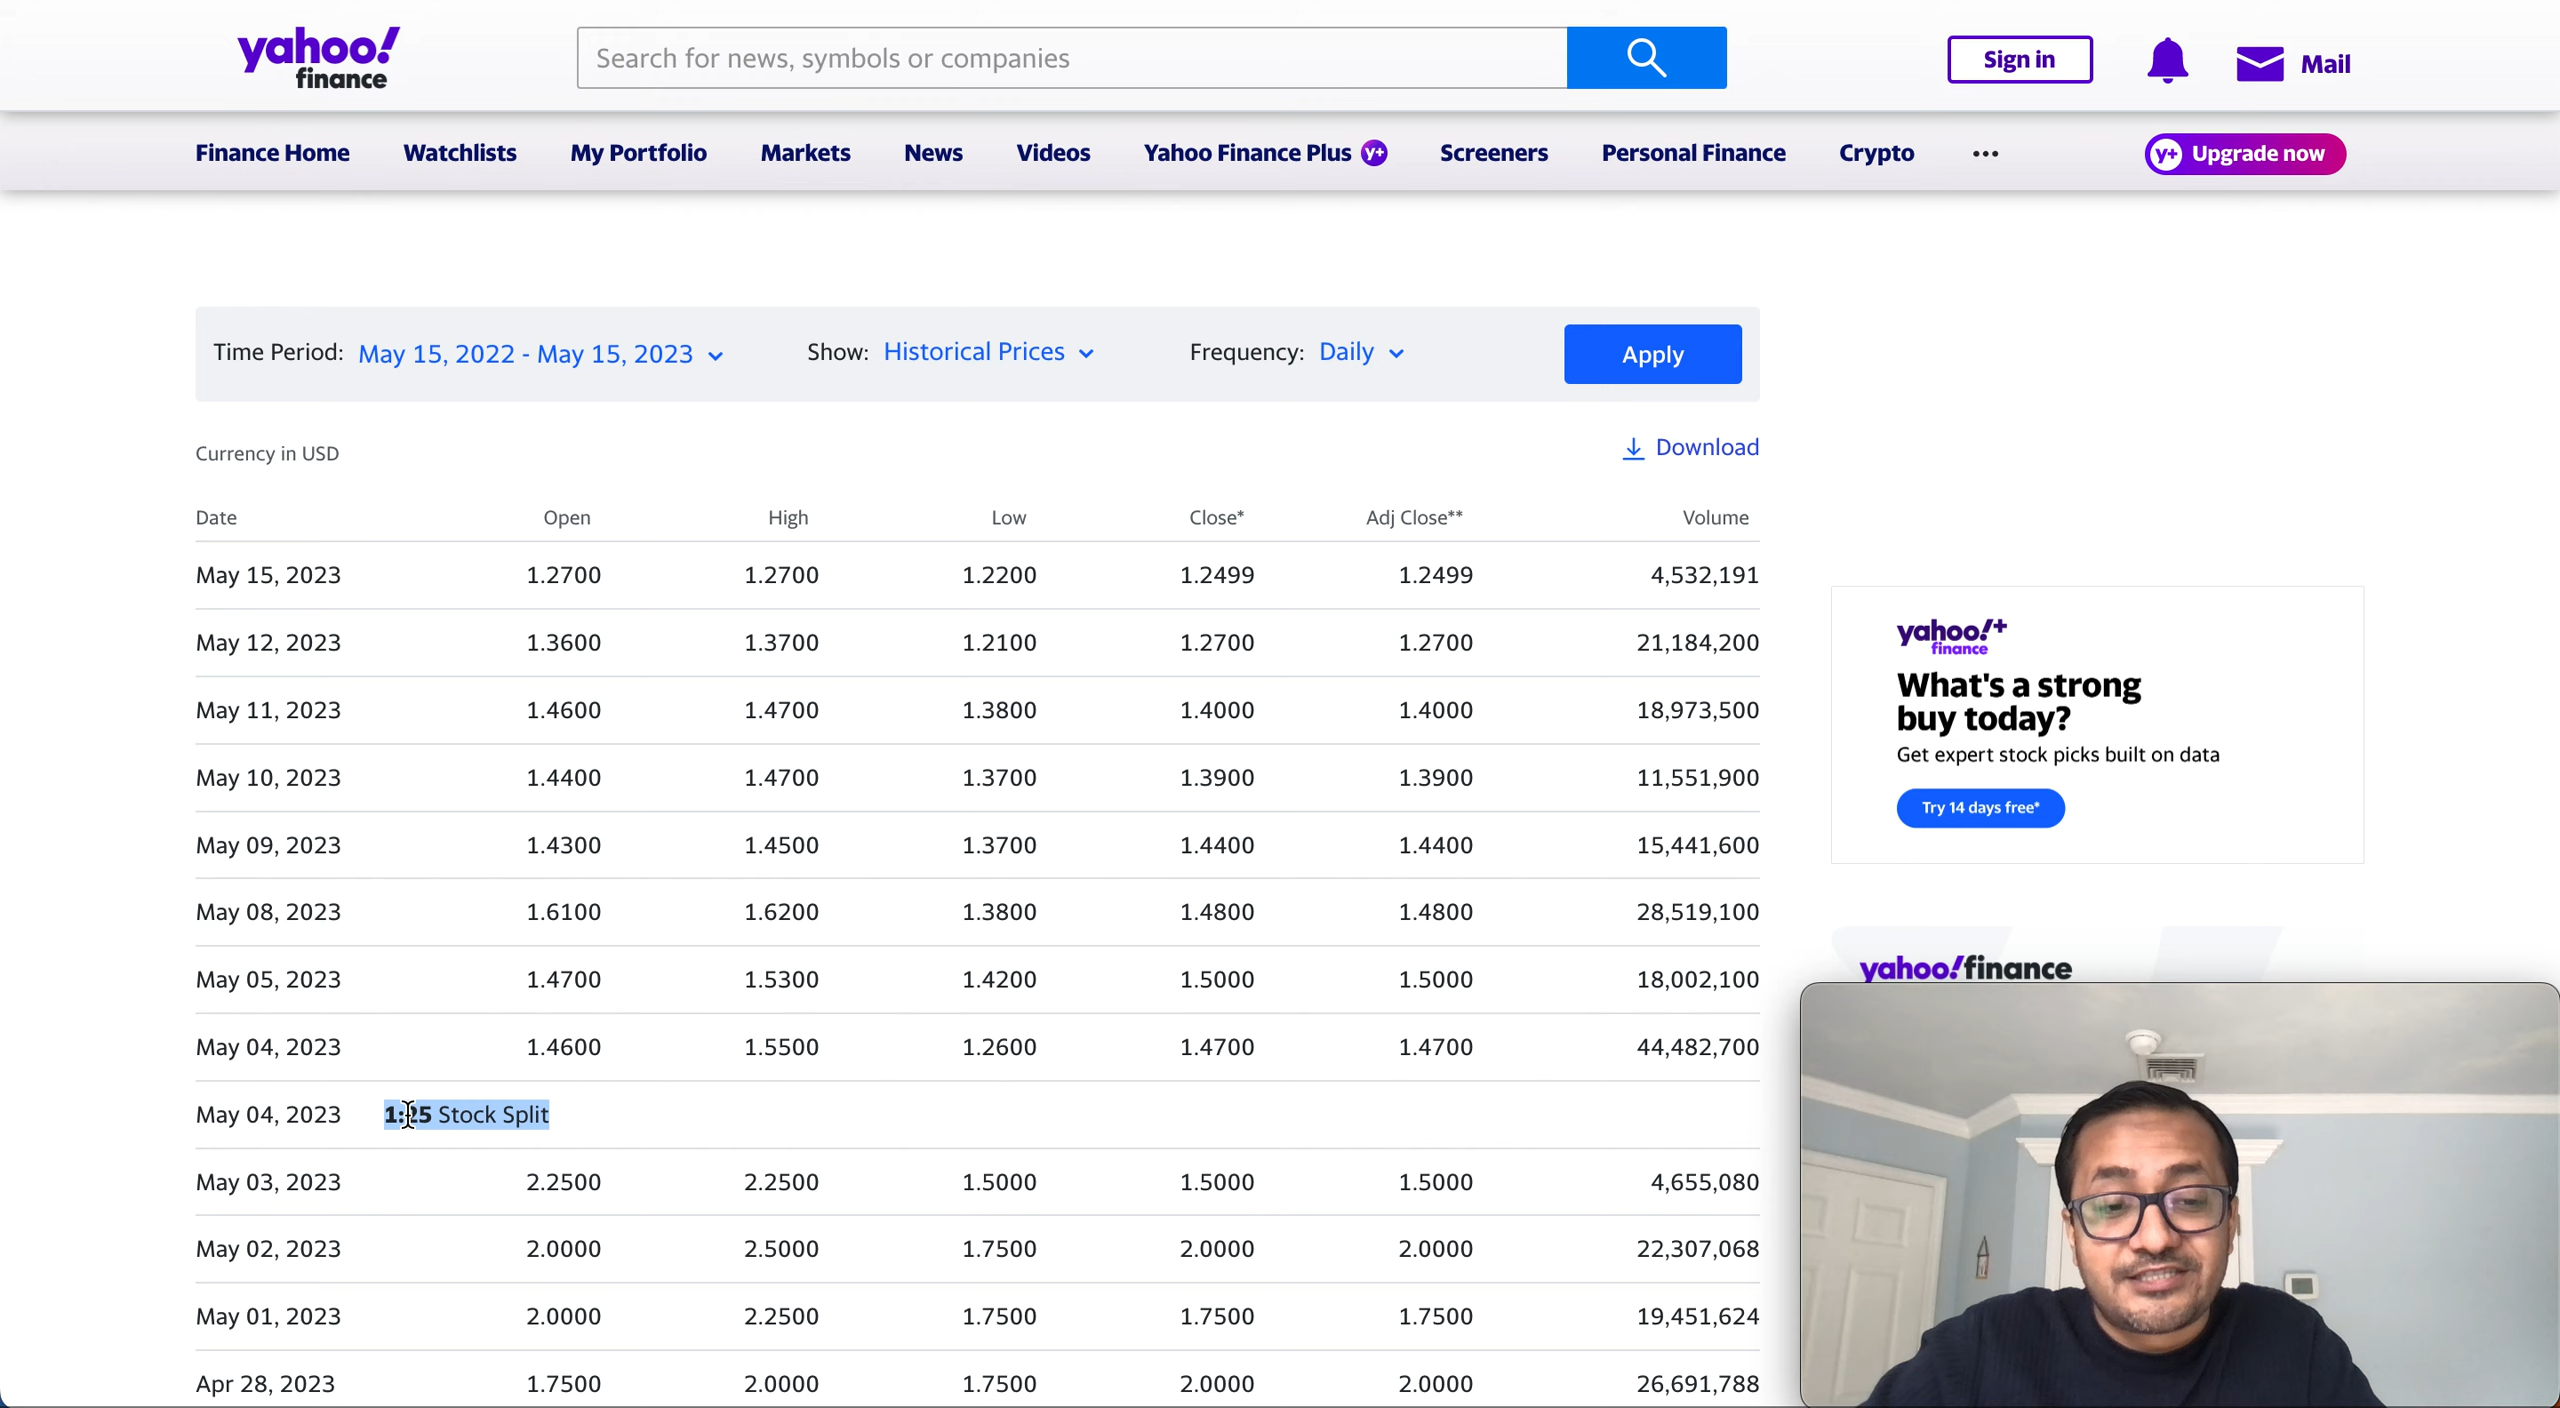 yahoo!
finance
Search for news, symbols or companies
Sign in
Mail
Finance Home Watchlists My Portfolio Markets News Videos Yahoo Finance Plus y+ Screeners Personal Finance Crypto ••• y+ Upgrade now
Time Period: May 15, 2022 - May 15, 2023 Show: Historical Prices Frequency: Daily Apply
Currency in USD Download
Date Open High Low Close* Adj Close** Volume
May 15, 2023 1.2700 1.2700 1.2200 1.2499 1.2499 4,532,191
May 12, 2023 1.3600 1.3700 1.2100 1.2700 1.2700 21,184,200
May 11, 2023 1.4600 1.4700 1.3800 1.4000 1.4000 18,973,500
May 10, 2023 1.4400 1.4700 1.3700 1.3900 1.3900 11,551,900
May 09, 2023 1.4300 1.4500 1.3700 1.4400 1.4400 15,441,600
May 08, 2023 1.6100 1.6200 1.3800 1.4800 1.4800 28,519,100
May 05, 2023 1.4700 1.5300 1.4200 1.5000 1.5000 18,002,100
May 04, 2023 1.4600 1.5500 1.2600 1.4700 1.4700 44,482,700
May 04, 2023 1:25 Stock Split
May 03, 2023 2.2500 2.2500 1.5000 1.5000 1.5000 4,655,080
May 02, 2023 2.0000 2.5000 1.7500 2.0000 2.0000 22,307,068
May 01, 2023 2.0000 2.2500 1.7500 1.7500 1.7500 19,451,624
Apr 28, 2023 1.7500 2.0000 1.7500 2.0000 2.0000 26,691,788
yahoo!+
finance
What's a strong
buy today?
Get expert stock picks built on data
Try 14 days free*
yahoo!finance